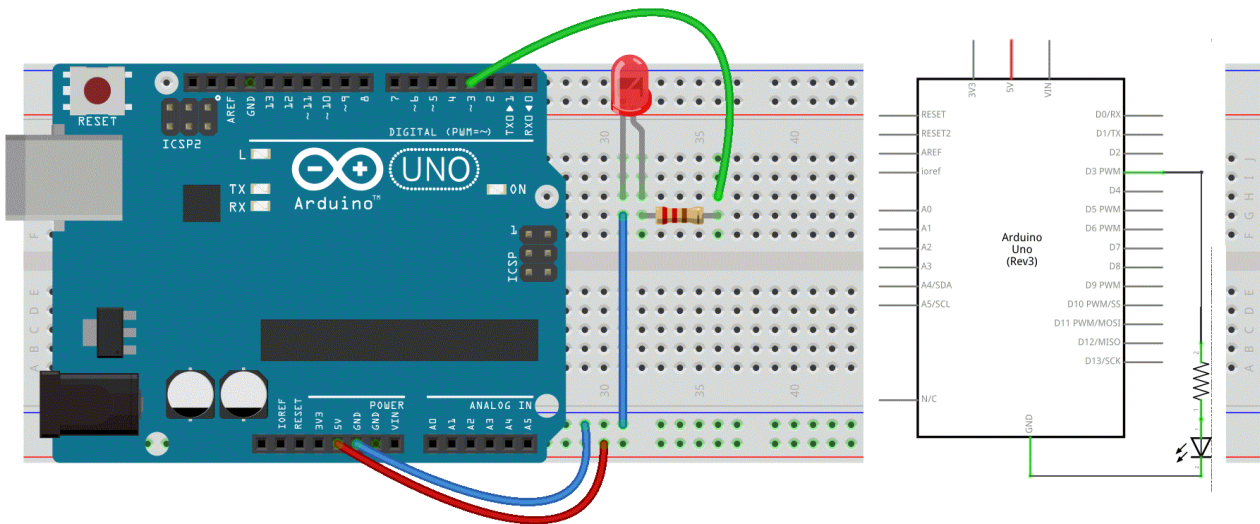 RESET
ICSP2
AREF
GND
13
12
~11
~10
~9
8
7
~6
~5
4
~3
2
TX0▶1
RX0◀0
DIGITAL (PWM=~)
L
TX
RX
UNO
Arduino™
ON
1
ICSP
IOREF
RESET
3V3
5V
GND
GND
VIN
POWER
A0
A1
A2
A3
A4
A5
ANALOG IN
30
35
40
30
35
40
F
E
D
C
B
A
J
I
H
G
F
E
D
C
B
A
3V3
5V
VIN
RESET
RESET2
AREF
ioref
A0
A1
A2
A3
A4/SDA
A5/SCL
N/C
Arduino
Uno
(Rev3)
D0/RX
D1/TX
D2
D3 PWM
D4
D5 PWM
D6 PWM
D7
D8
D9 PWM
D10 PWM/SS
D11 PWM/MOSI
D12/MISO
D13/SCK
GND